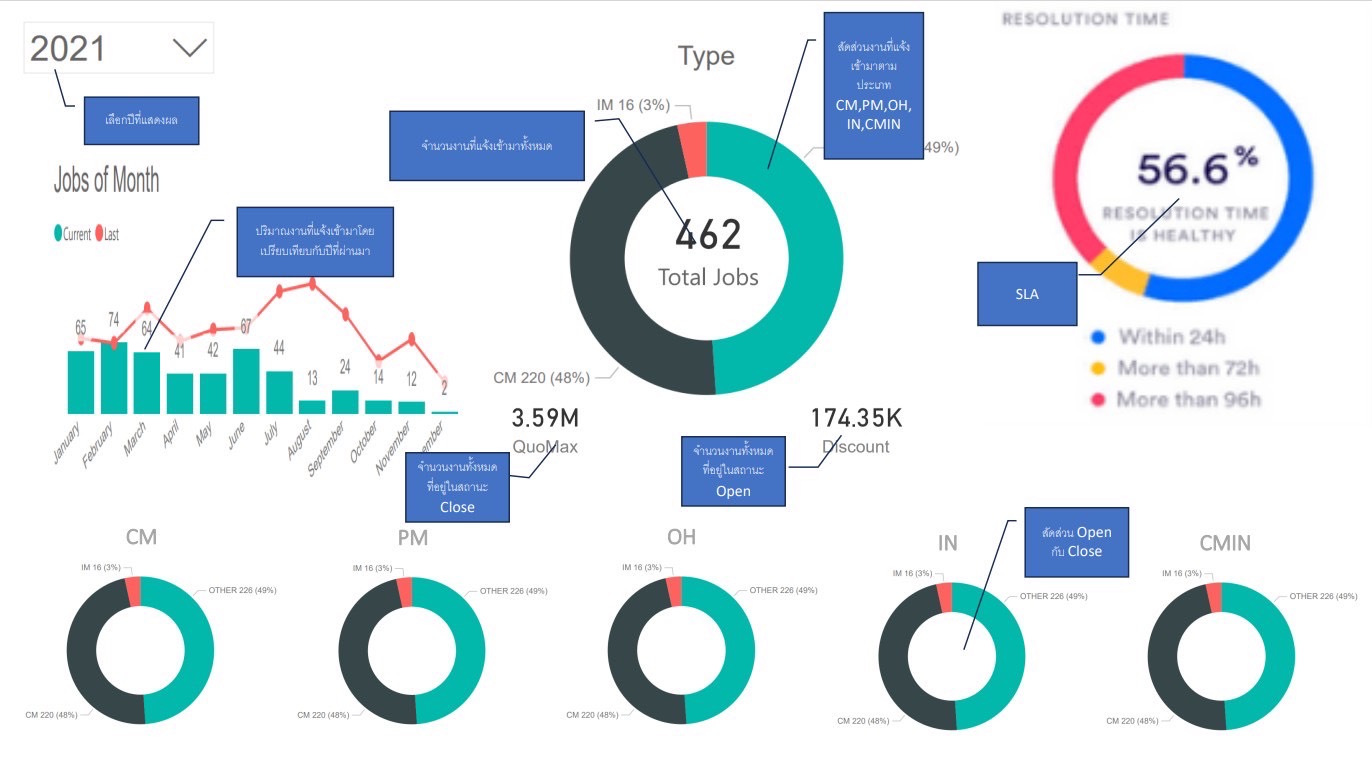 2021
เลือกปีที่แสดงผล
Jobs of Month
Current Last
ปริมาณงานที่แจ้งเข้ามาโดย
เปรียบเทียบกับปีที่ผ่านมา
65
74
64
41
42
67
44
13
24
14
12
2
January
February
March
April
May
June
July
August
September
October
November
ember
Type
จำนวนงานที่แจ้งเข้ามาทั้งหมด
IM 16 (3%)
สัดส่วนงานที่แจ้ง
เข้ามาตาม
ประเภท
CM,PM,OH,
IN,CMIN
49%)
462
Total Jobs
CM 220 (48%)
3.59M
QuoMax
จำนวนงานทั้งหมด
ที่อยู่ในสถานะ
Close
174.35K
Discount
จำนวนงานทั้งหมด
ที่อยู่ในสถานะ
Open
RESOLUTION TIME
56.6%
RESOLUTION TIME
IS HEALTHY
SLA
Within 24h
More than 72h
More than 96h
สัดส่วน Open
กับ Close
CM
IM 16 (3%)
OTHER 226 (49%)
CM 220 (48%)
PM
IM 16 (3%)
OTHER 226 (49%)
CM 220 (48%)
OH
IM 16 (3%)
OTHER 226 (49%)
CM 220 (48%)
IN
IM 16 (3%)
OTHER 226 (49%)
CM 220 (48%)
CMIN
IM 16 (3%)
OTHER 226 (49%)
CM 220 (48%)